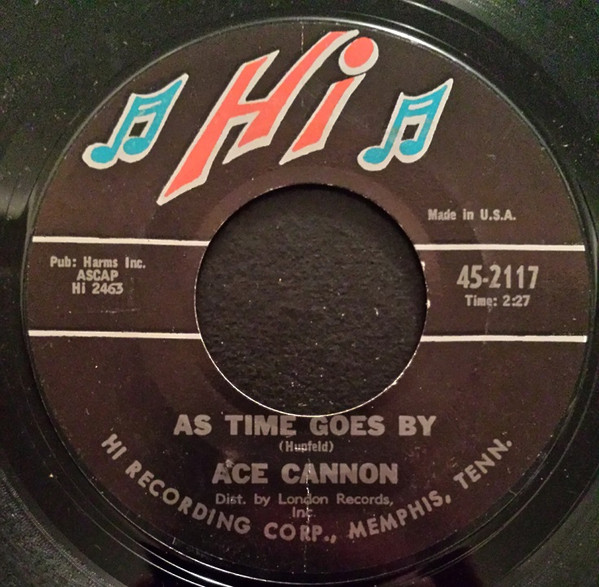 Hi
Made in U.S.A.
Pub: Harms Inc.
ASCAP
Hi 2463
45-2117
Time: 2:27
AS TIME GOES BY
(Hupfeld)
ACE CANNON
Dist. by London Records,
Inc.
HI RECORDING CORP., MEMPHIS, TENN.